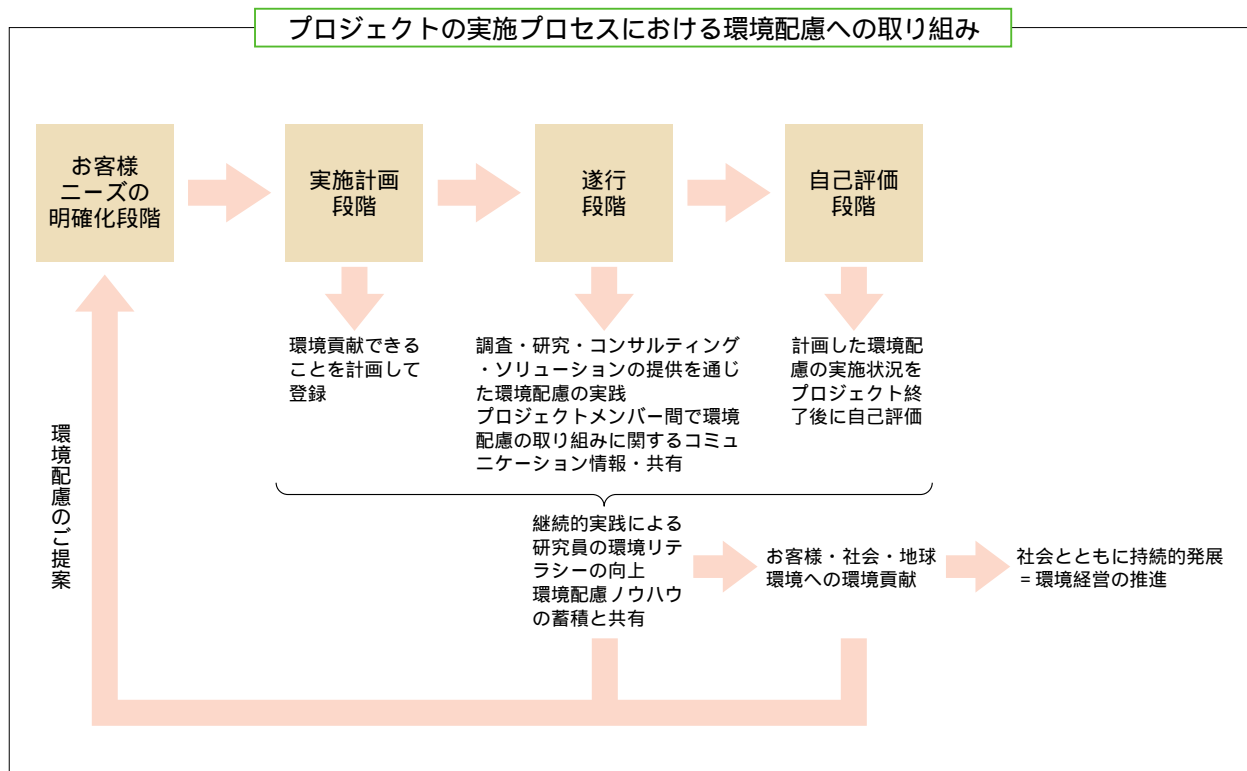 プロジェクトの実施プロセスにおける環境配慮への取り組み
お客様
ニーズの
明確化段階
実施計画
段階
遂行
段階
自己評価
段階
環境貢献できる
ことを計画して
登録
調査・研究・コンサルティング
・ソリューションの提供を通じ
た環境配慮の実践
プロジェクトメンバー間で環境
配慮の取り組みに関するコミュ
ニケーション情報・共有
計画した環境配
慮の実施状況を
プロジェクト終
了後に自己評価
環境配慮のご提案
継続的実践による
研究員の環境リテ
ラシーの向上
環境配慮ノウハウ
の蓄積と共有
お客様・社会・地球
環境への環境貢献
社会とともに持続的発展
=環境経営の推進